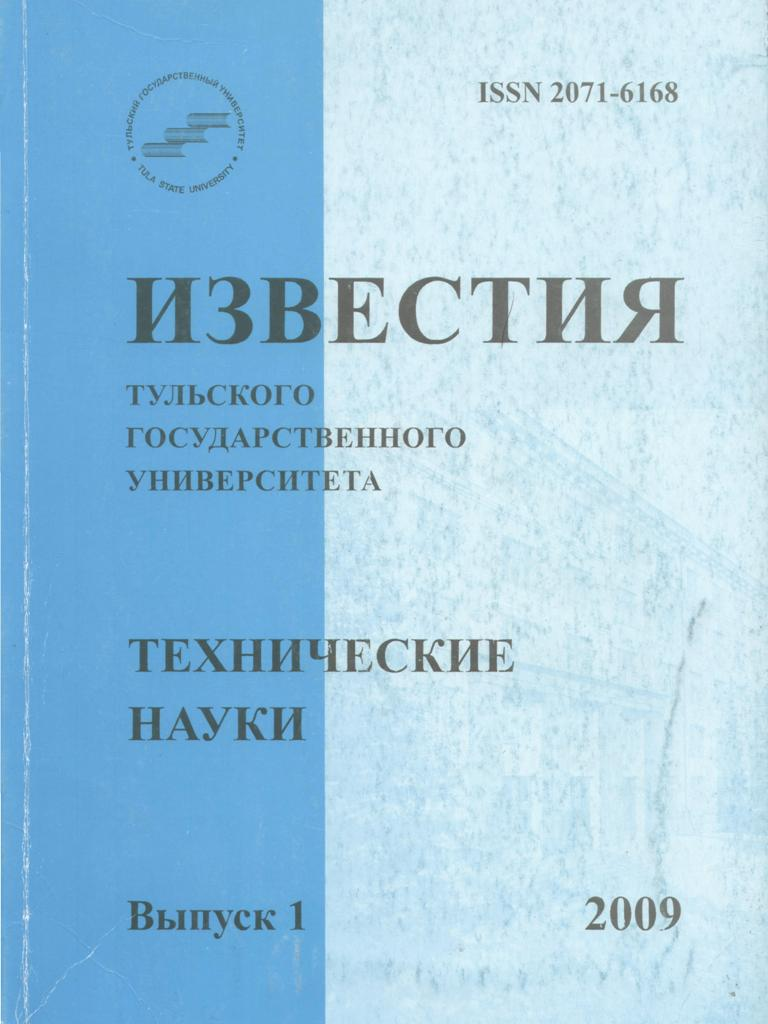 ТУЛЬСКИЙ ГОСУДАРСТВЕННЫЙ УНИВЕРСИТЕТ
• TULA STATE UNIVERSITY •
ISSN 2071-6168
ИЗВЕСТИЯ
ТУЛЬСКОГО
ГОСУДАРСТВЕННОГО
УНИВЕРСИТЕТА
ТЕХНИЧЕСКИЕ
НАУКИ
Выпуск 1
2009